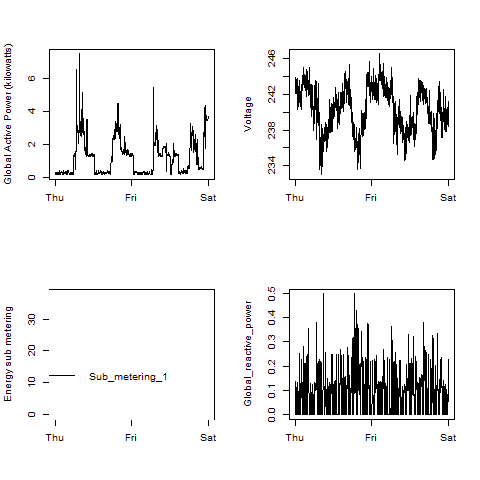 Global Active Power (kilowatts)
6
4
2
0
Thu Fri Sat
Voltage
246
242
238
234
Thu Fri Sat
Energy sub metering
30
20
10
0
Sub_metering_1
Thu Fri Sat
Global_reactive_power
0.5
0.4
0.3
0.2
0.1
0.0
Thu Fri Sat